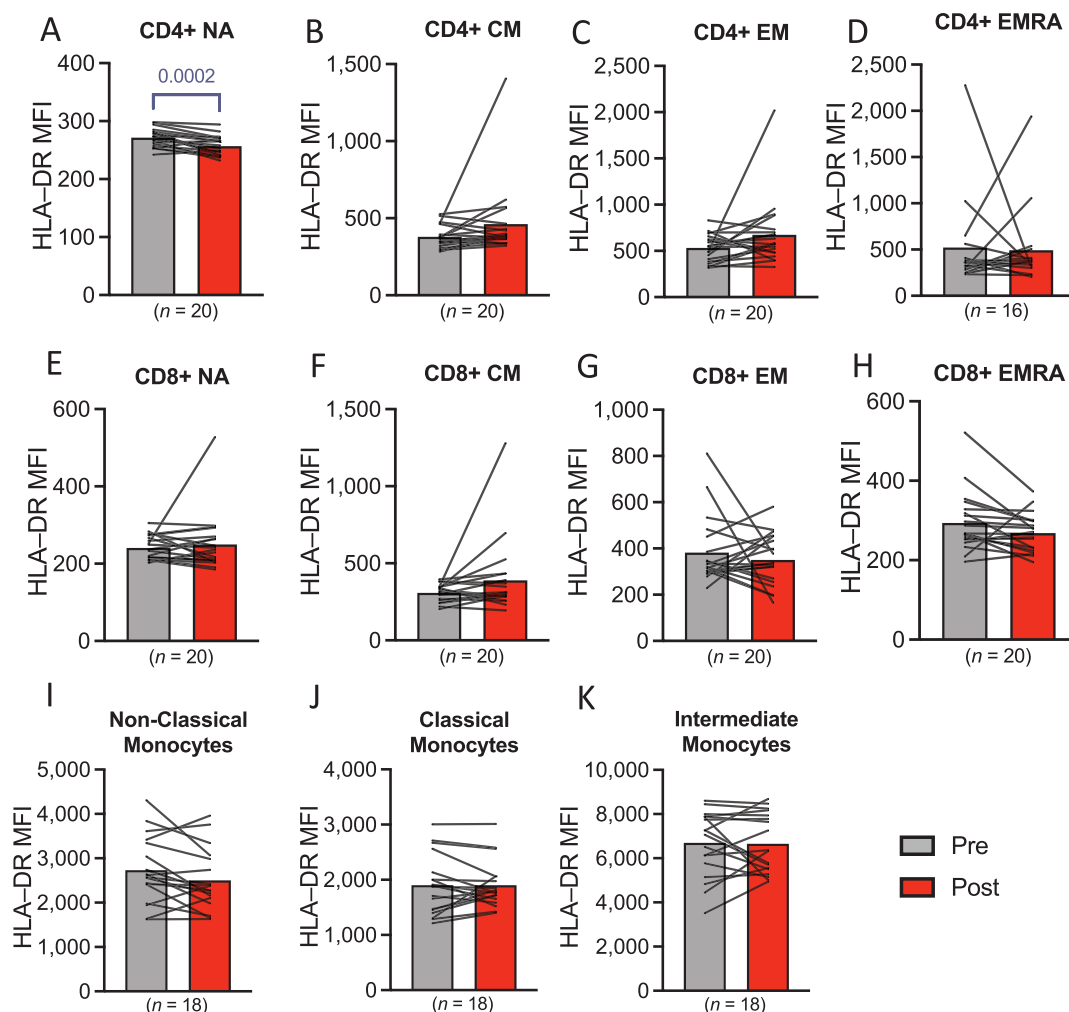 A
CD4+ NA
HLA–DR MFI
400
300
200
100
0
0.0002
(n = 20)
B
CD4+ CM
HLA–DR MFI
1,500
1,000
500
0
(n = 20)
C
CD4+ EM
HLA–DR MFI
2,500
2,000
1,500
1,000
500
0
(n = 20)
D
CD4+ EMRA
HLA–DR MFI
2,500
2,000
1,500
1,000
500
0
(n = 16)
E
CD8+ NA
HLA–DR MFI
600
400
200
0
(n = 20)
F
CD8+ CM
HLA–DR MFI
1,500
1,000
500
0
(n = 20)
G
CD8+ EM
HLA–DR MFI
1,000
800
600
400
200
0
(n = 20)
H
CD8+ EMRA
HLA–DR MFI
600
400
200
0
(n = 20)
I
Non-Classical
Monocytes
HLA–DR MFI
5,000
4,000
3,000
2,000
1,000
0
(n = 18)
J
Classical
Monocytes
HLA–DR MFI
4,000
3,000
2,000
1,000
0
(n = 18)
K
Intermediate
Monocytes
HLA–DR MFI
10,000
8,000
6,000
4,000
2,000
0
(n = 18)
Pre
Post